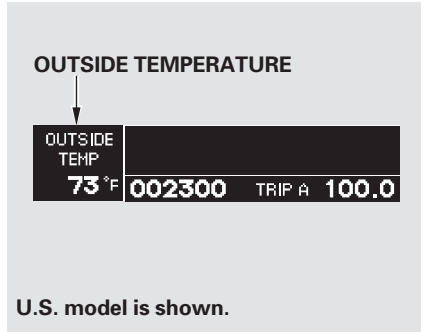 OUTSIDE TEMPERATURE
OUTSIDE
TEMP
73°F 002300 TRIP A 100.0
U.S. model is shown.